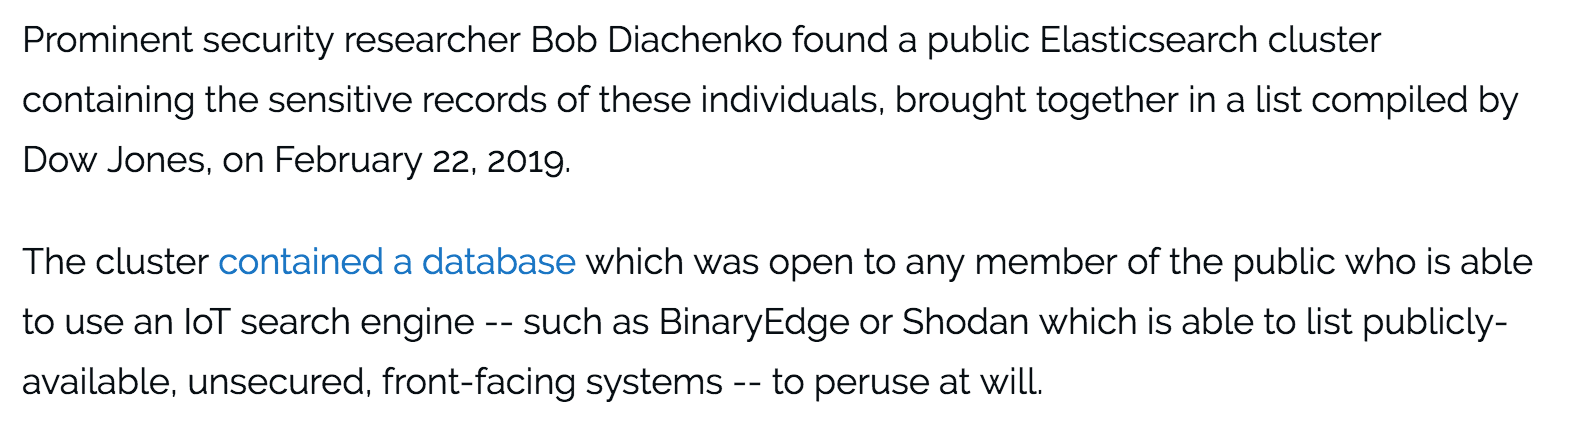 Prominent security researcher Bob Diachenko found a public Elasticsearch cluster
containing the sensitive records of these individuals, brought together in a list compiled by
Dow Jones, on February 22, 2019.
The cluster contained a database which was open to any member of the public who is able
to use an IoT search engine -- such as BinaryEdge or Shodan which is able to list publicly-
available, unsecured, front-facing systems -- to peruse at will.